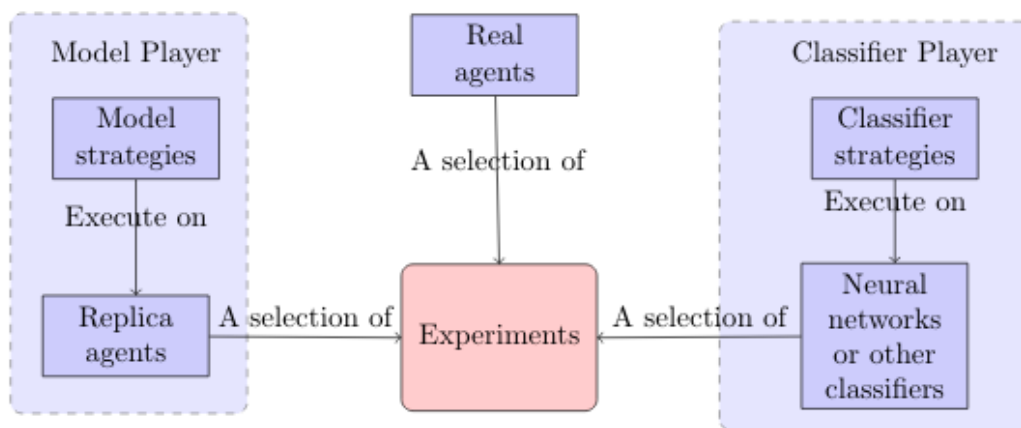 Model Player
Model
strategies
Execute on
Replica
agents
A selection of
Real
agents
A selection of
Experiments
Classifier Player
Classifier
strategies
Execute on
Neural
networks
or other
classifiers
A selection of